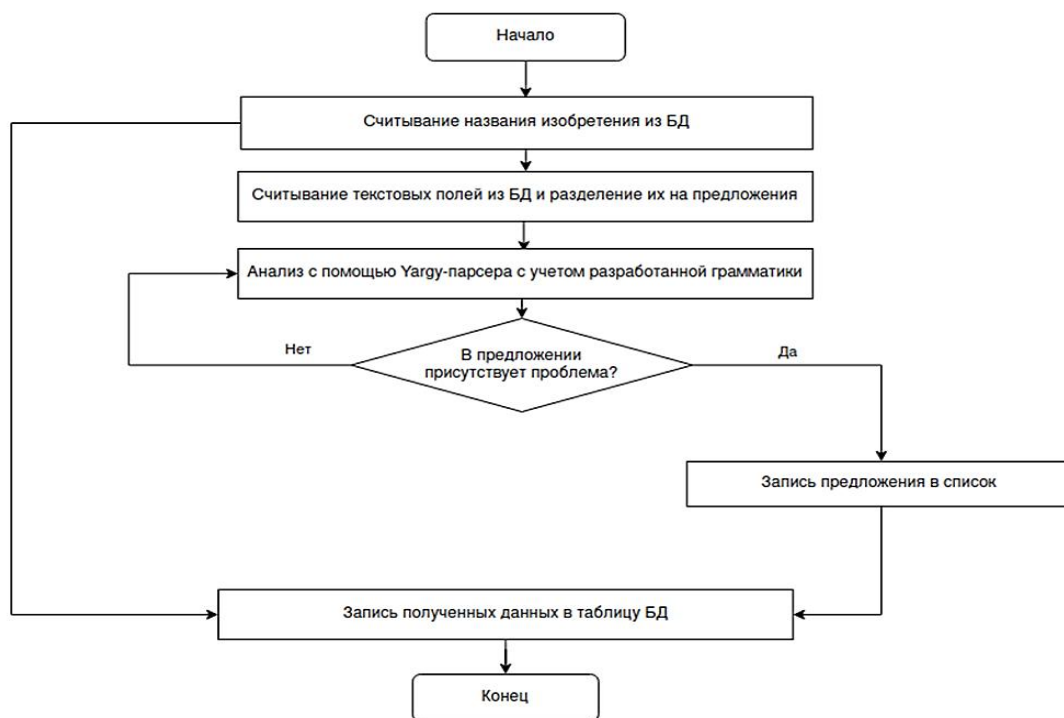 Начало
Считывание названия изобретения из БД
Считывание текстовых полей из БД и разделение их на предложения
Анализ с помощью Yargy-парсера с учетом разработанной грамматики
Нет
В предложении
присутствует проблема?
Да
Запись предложения в список
Запись полученных данных в таблицу БД
Конец